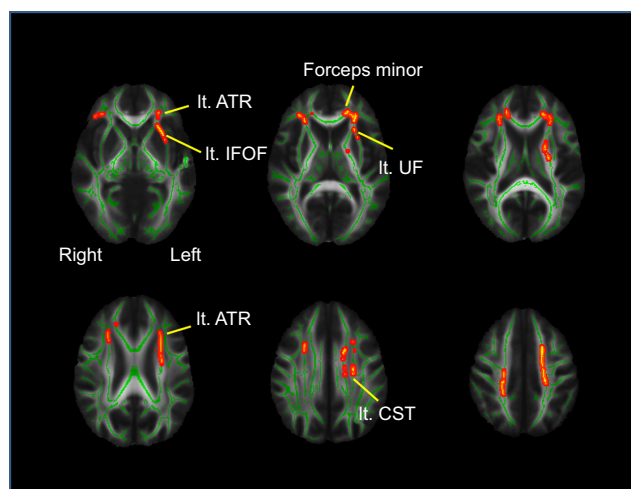 Forceps minor
lt. ATR
lt. IFOF
lt. UF
Right
Left
lt. ATR
lt. CST